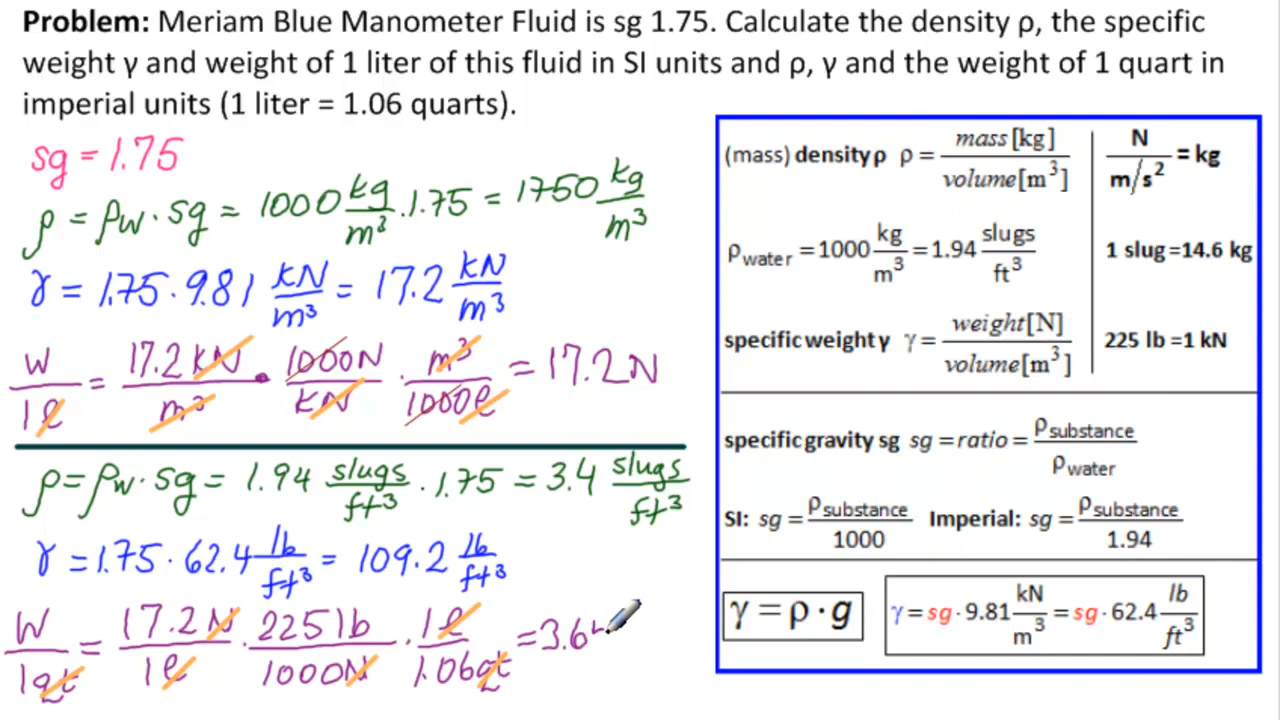 Problem: Meriam Blue Manometer Fluid is sg 1.75. Calculate the density ρ, the specific
weight γ and weight of 1 liter of this fluid in SI units and ρ, γ and the weight of 1 quart in
imperial units (1 liter = 1.06 quarts).
sg = 1.75
ρ = ρw · sg = 1000 kg/m³ · 1.75 = 1750 kg/m³
γ = 1.75 · 9.81 kN/m³ = 17.2 kN/m³
W/1ℓ = 17.2 kN/m³ · 1000N/kN · m³/1000ℓ = 17.2 N
ρ = ρw · sg = 1.94 slugs/ft³ · 1.75 = 3.4 slugs/ft³
γ = 1.75 · 62.4 lb/ft³ = 109.2 lb/ft³
W/1qt = 17.2 N/1ℓ · 225 lb/1000N · 1ℓ/1.06qt = 3.6
(mass) density ρ ρ = mass[kg]/volume[m³]
N/m/s² = kg
ρwater = 1000 kg/m³ = 1.94 slugs/ft³
1 slug =14.6 kg
specific weight γ γ = weight[N]/volume[m³]
225 lb =1 kN
specific gravity sg sg = ratio = ρsubstance/ρwater
SI: sg = ρsubstance/1000 Imperial: sg = ρsubstance/1.94
γ = ρ · g
γ = sg · 9.81 kN/m³ = sg · 62.4 lb/ft³